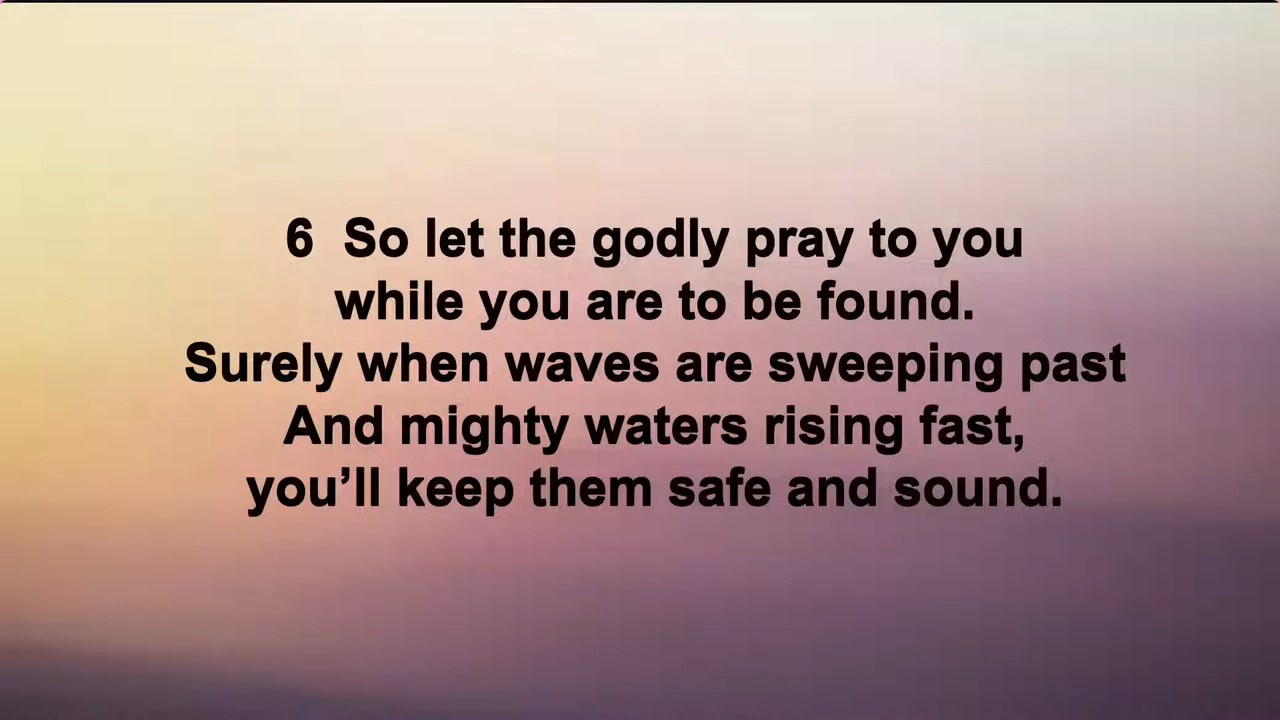 6  So let the godly pray to you
while you are to be found.
Surely when waves are sweeping past
And mighty waters rising fast,
you’ll keep them safe and sound.